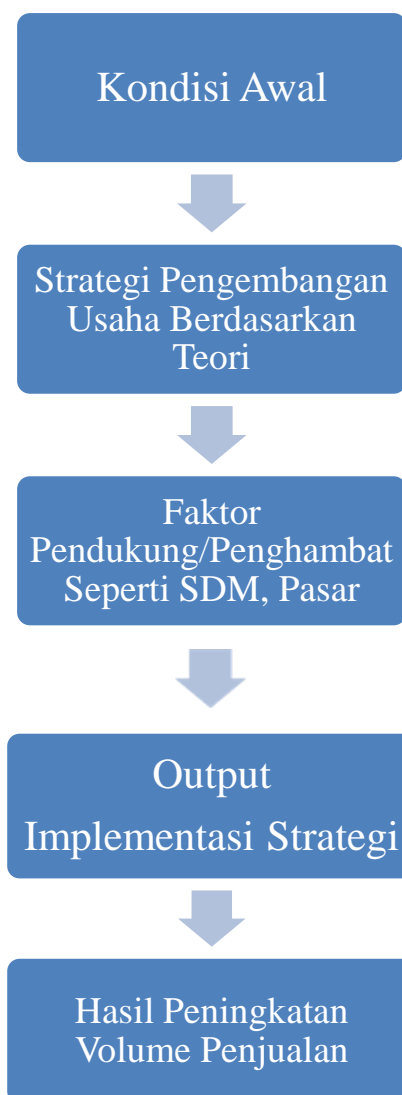 Kondisi Awal
Strategi Pengembangan
Usaha Berdasarkan
Teori
Faktor
Pendukung/Penghambat
Seperti SDM, Pasar
Output
Implementasi Strategi
Hasil Peningkatan
Volume Penjualan